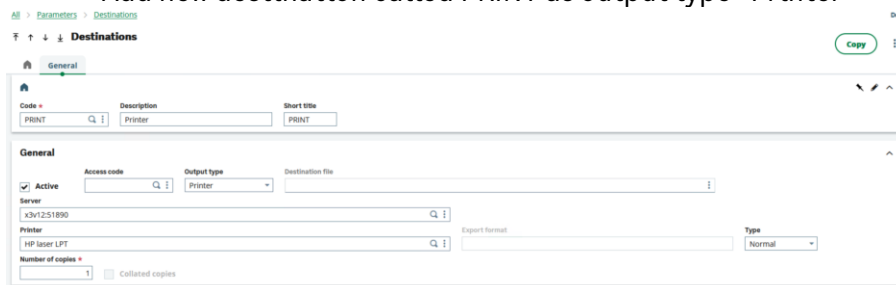 Add new destination called PRINT as output type "Printer"
All > Parameters > Destinations
Destinations
Copy
General
Code *
Description
Short title
PRINT
Printer
PRINT
General
Access code
Output type
Destination file
Active
Printer
Server
x3v12:51890
Printer
Export format
Type
HP laser LPT
Normal
Number of copies *
1
Collated copies